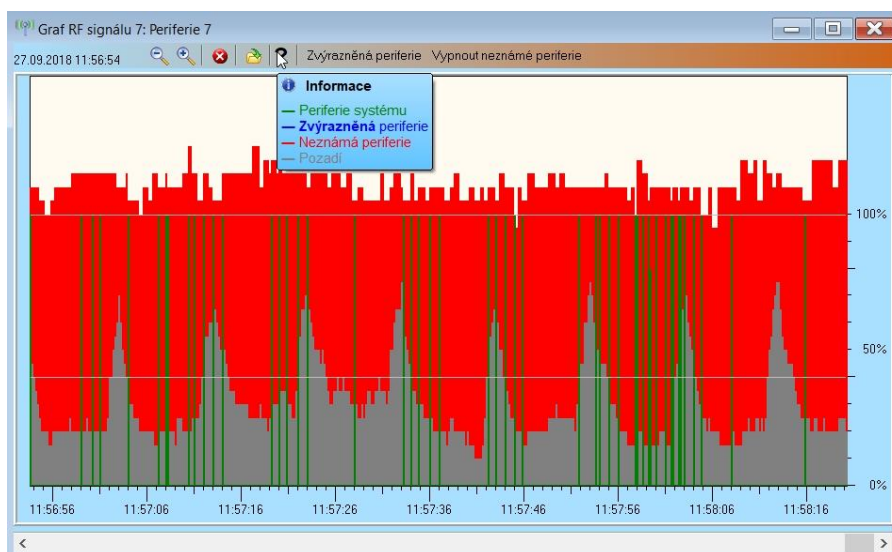 Graf RF signálu 7: Periferie 7
27.09.2018 11:56:54 Zvýrazněná periferie Vypnout neznámé periferie
Informace
Periferie systému
Zvýrazněná periferie
Neznámá periferie
Pozadí
100%
50%
0%
11:56:56 11:57:06 11:57:16 11:57:26 11:57:36 11:57:46 11:57:56 11:58:06 11:58:16